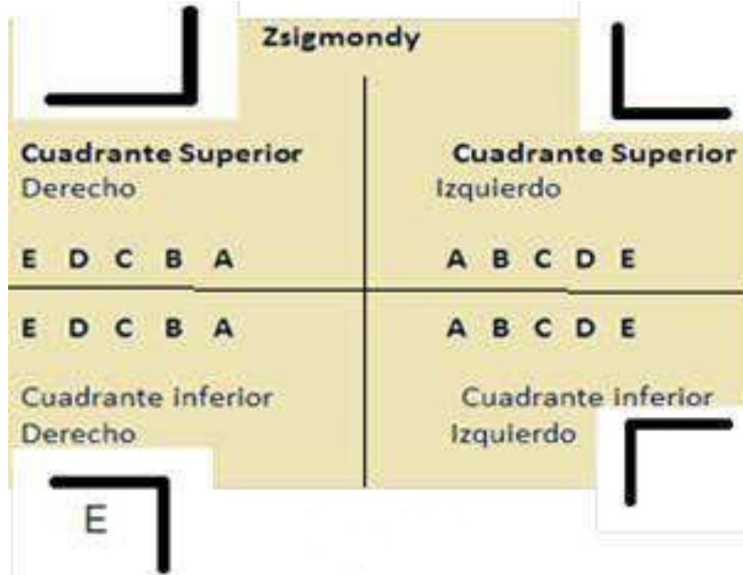 Zsigmondy
Cuadrante Superior
Derecho
Cuadrante Superior
Izquierdo
E D C B A
A B C D E
E D C B A
A B C D E
Cuadrante inferior
Derecho
Cuadrante inferior
Izquierdo
E